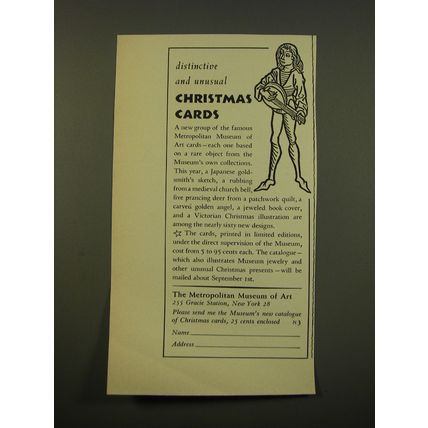 distinctive
and unusual
CHRISTMAS
CARDS
A new group of the famous
Metropolitan Museum of
Art cards—each one based
on a rare object from the
Museum's own collections.
This year, a Japanese gold-
smith's sketch, a rubbing
from a medieval church bell,
five prancing deer from a patchwork quilt, a
carved golden angel, a jeweled book cover,
and a Victorian Christmas illustration are
among the nearly sixty new designs.
☆ The cards, printed in limited editions,
under the direct supervision of the Museum,
cost from 5 to 95 cents each. The catalogue—
which also illustrates Museum jewelry and
other unusual Christmas presents—will be
mailed about September 1st.
The Metropolitan Museum of Art
255 Gracie Station, New York 28
Please send me the Museum's new catalogue
of Christmas cards, 25 cents enclosed N3
Name
Address